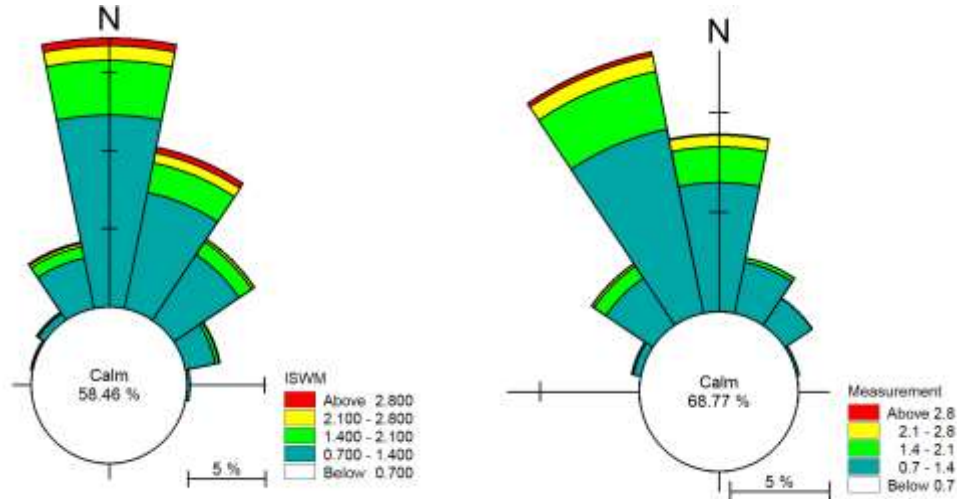 N
Calm
58.46 %
ISWM
Above 2.800
2.100 - 2.800
1.400 - 2.100
0.700 - 1.400
Below 0.700
5 %
N
Calm
68.77 %
Measurement
Above 2.8
2.1 - 2.8
1.4 - 2.1
0.7 - 1.4
Below 0.7
5 %